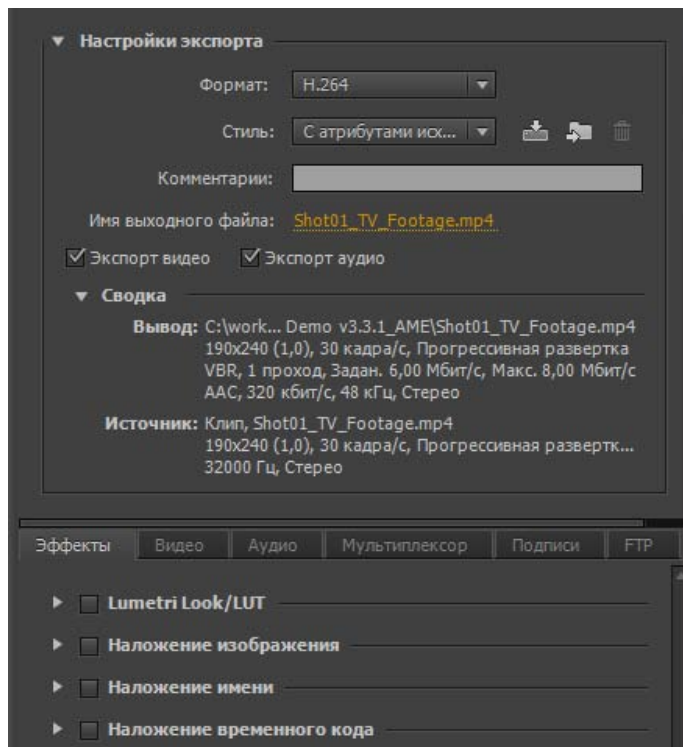 Настройки экспорта
Формат: H.264
Стиль: С атрибутами исх...
Комментарии:
Имя выходного файла: Shot01_TV_Footage.mp4
Экспорт видео Экспорт аудио
Сводка
Вывод: C:\work... Demo v3.3.1_AME\Shot01_TV_Footage.mp4
190x240 (1,0), 30 кадра/с, Прогрессивная развертка
VBR, 1 проход, Задан. 6,00 Мбит/с, Макс. 8,00 Мбит/с
AAC, 320 кбит/с, 48 кГц, Стерео
Источник: Клип, Shot01_TV_Footage.mp4
190x240 (1,0), 30 кадра/с, Прогрессивная развертк...
32000 Гц, Стерео
Эффекты Видео Аудио Мультиплексор Подписи FTP
Lumetri Look/LUT
Наложение изображения
Наложение имени
Наложение временного кода